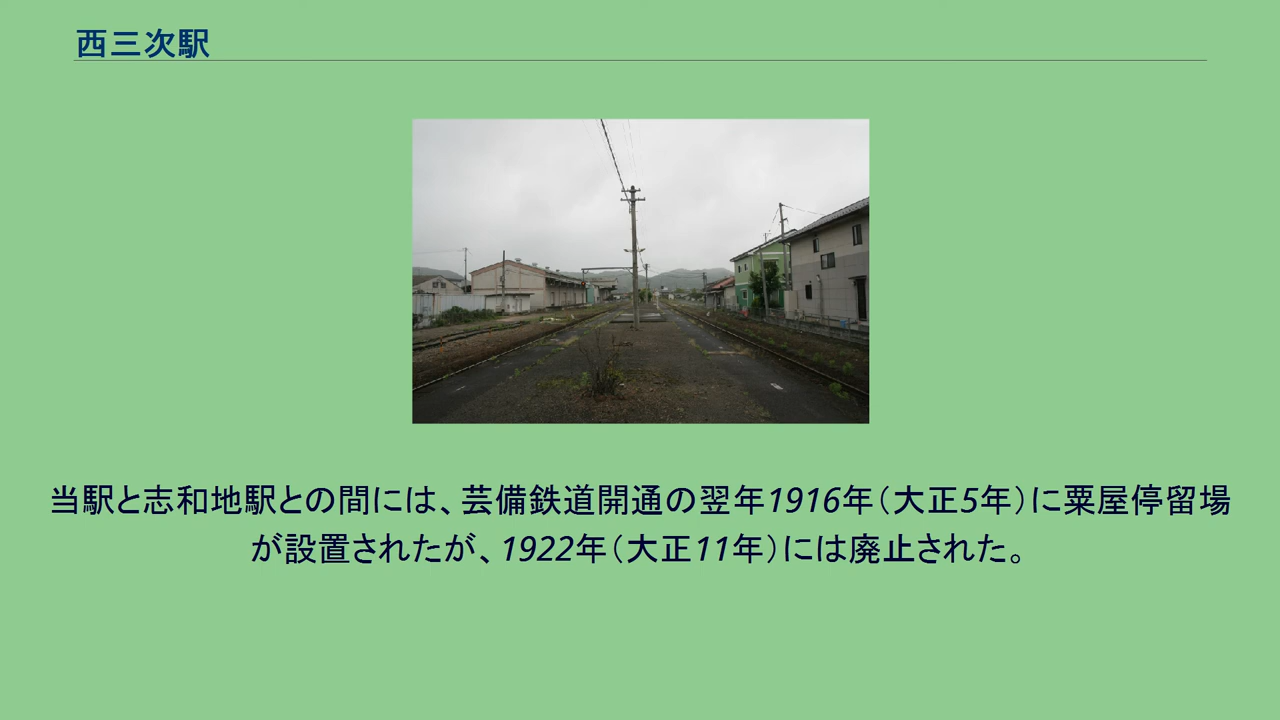 西三次駅
当駅と志和地駅との間には、芸備鉄道開通の翌年1916年（大正5年）に粟屋停留場
が設置されたが、1922年（大正11年）には廃止された。